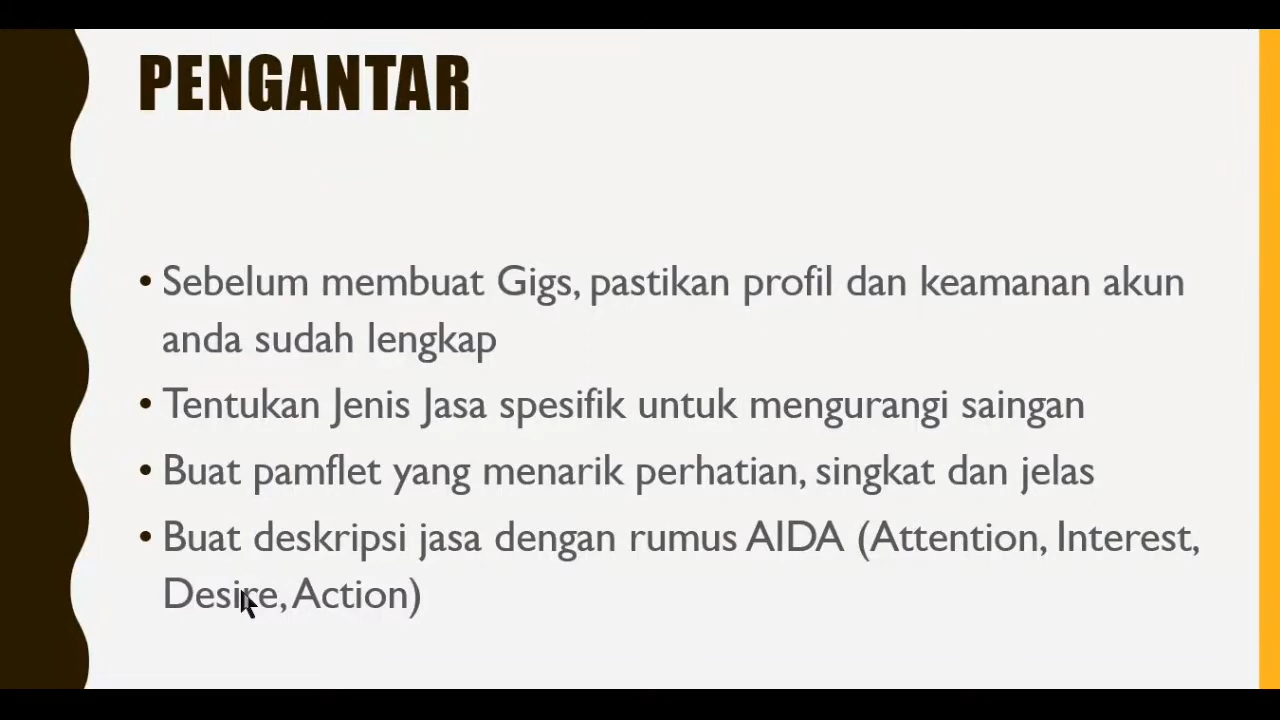 PENGANTAR
• Sebelum membuat Gigs, pastikan profil dan keamanan akun
anda sudah lengkap
• Tentukan Jenis Jasa spesifik untuk mengurangi saingan
• Buat pamflet yang menarik perhatian, singkat dan jelas
• Buat deskripsi jasa dengan rumus AIDA (Attention, Interest,
Desire, Action)